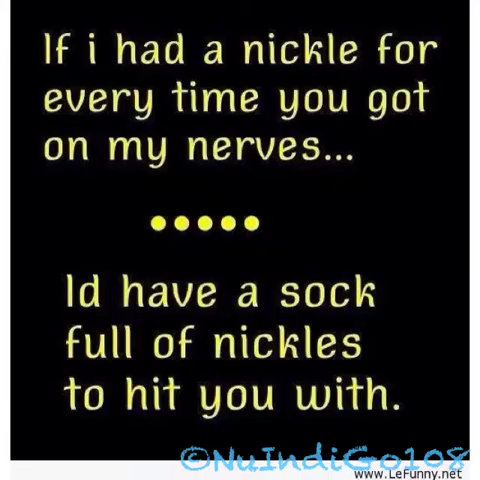 If i had a nickle for
every time you got
on my nerves...
•••••
Id have a sock
full of nickles
to hit you with.
©NuIndiGo108
www.LeFunny.net